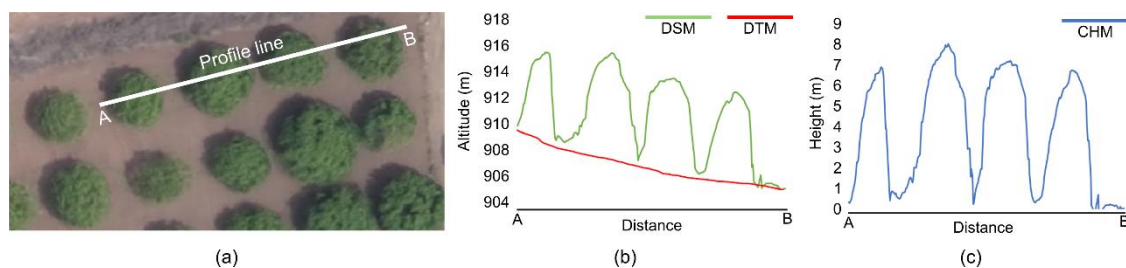 A
Profile line
B
(a)
DSM
DTM
Altitude (m)
918
916
914
912
910
908
906
904
A
Distance
B
(b)
CHM
Height (m)
9
8
7
6
5
4
3
2
1
0
A
Distance
B
(c)